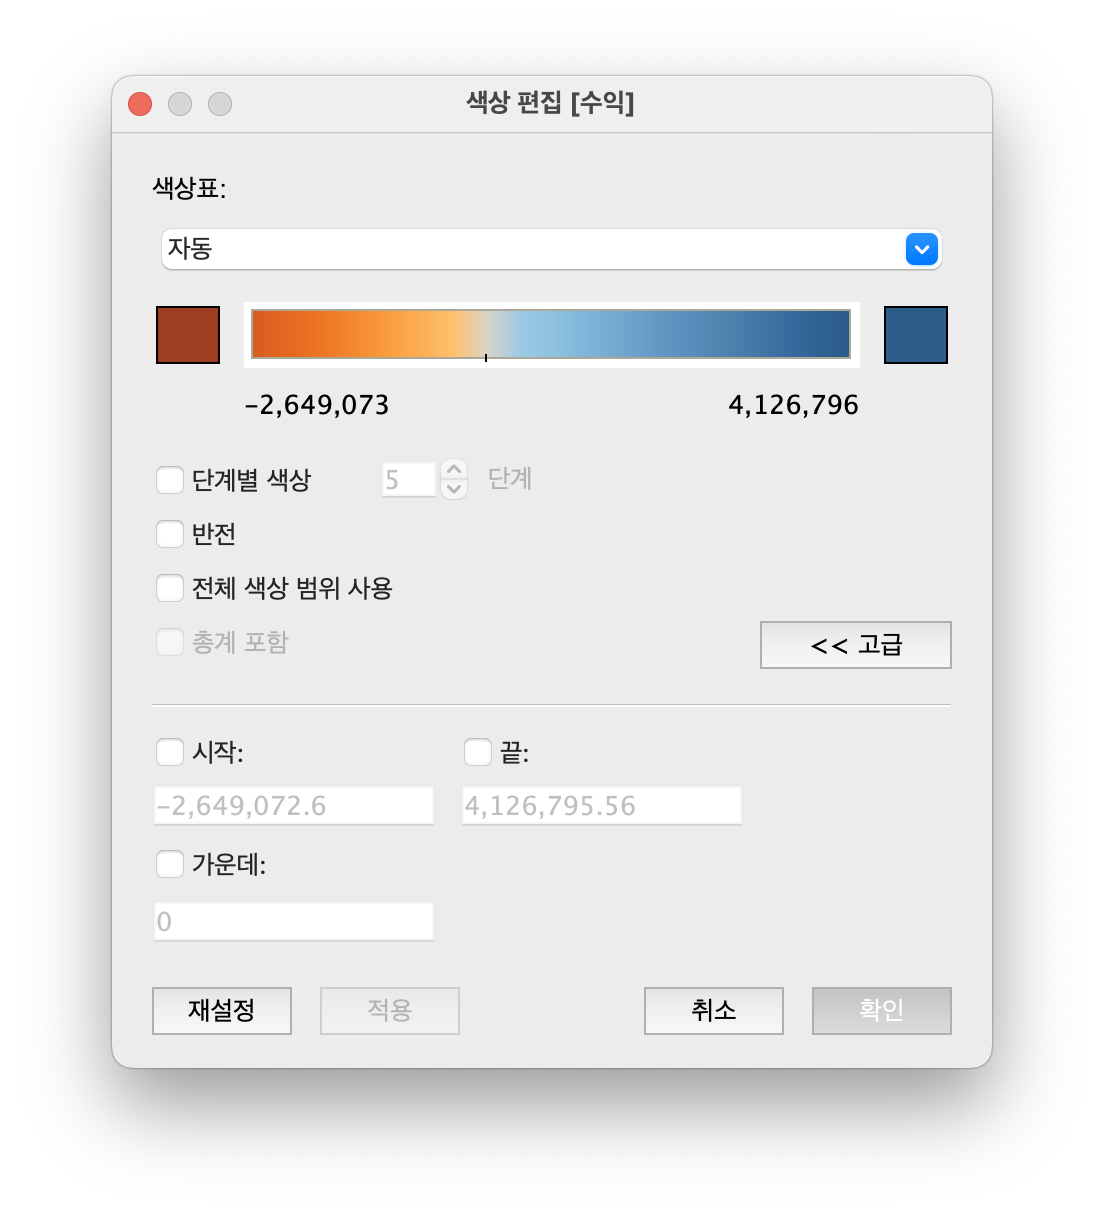 색상 편집 [수익]
색상표:
자동
-2,649,073 4,126,796
단계별 색상 5 단계
반전
전체 색상 범위 사용
총계 포함
<< 고급
시작: 끝:
-2,649,072.6 4,126,795.56
가운데:
0
재설정 적용 취소 확인